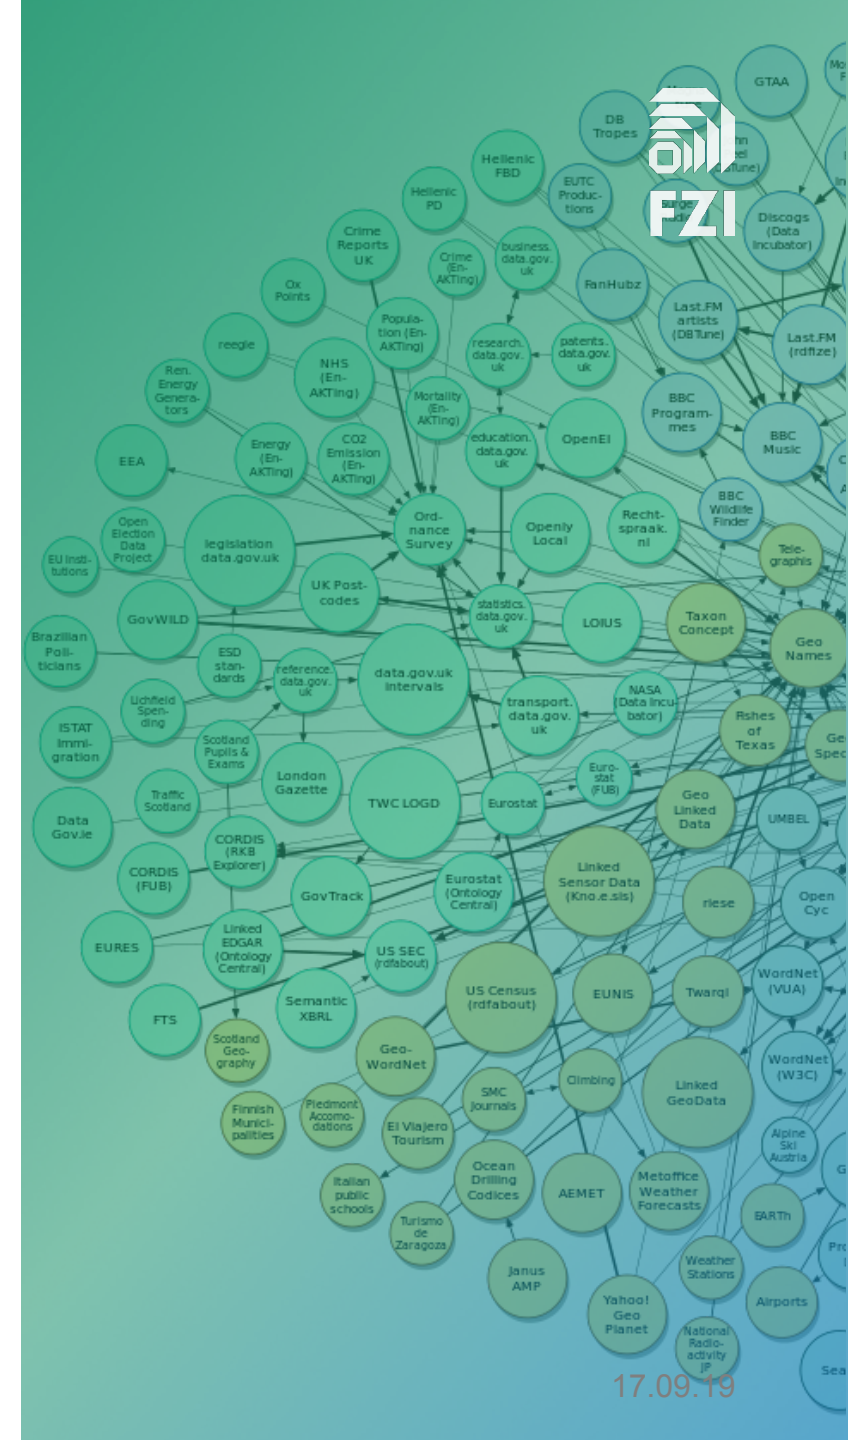 GTAA
DB
Tropes
Hellenic
FBD
EUTC
Produc-
tions
Hellenic
PD
FZI
Discogs
(Data
Incubator)
Crime
Reports
UK
Crime
(En-
AKTing)
business.
data.gov.
uk
FanHubz
Ox
Points
Last.FM
artists
(DBTune)
Last.FM
(rdfize)
Popula-
tion (En-
AKTing)
reegle
research.
data.gov.
uk
patents.
data.gov.
uk
NHS
(En-
AKTing)
Ren.
Energy
Genera-
tors
Mortality
(En-
AKTing)
BBC
Program-
mes
BBC
Music
OpenEI
education.
data.gov.
uk
CO2
Emission
(En-
AKTing)
Energy
(En-
AKTing)
EEA
BBC
Wildlife
Finder
Open
Election
Data
Project
legislation
data.gov.uk
Ord-
nance
Survey
Openly
Local
Recht-
spraak.
nl
Tele-
graphis
EU Insti-
tutions
UK Post-
codes
GovWILD
statistics.
data.gov.
uk
LOIUS
Taxon
Concept
Geo
Names
Brazilian
Poli-
ticians
ESD
stan-
dards
reference.
data.gov.
uk
data.gov.uk
intervals
NASA
(Data Incu-
bator)
Lichfield
Spen-
ding
transport.
data.gov.
uk
Fishes
of
Texas
ISTAT
Immi-
gration
Scotland
Pupils &
Exams
London
Gazette
Euro-
stat
(FUB)
Traffic
Scotland
TWC LOGD
Eurostat
Geo
Linked
Data
UMBEL
Data
Gov.ie
CORDIS
(RKB
Explorer)
CORDIS
(FUB)
GovTrack
Eurostat
(Ontology
Central)
Linked
Sensor Data
(Kno.e.sis)
riese
Open
Cyc
EURES
Linked
EDGAR
(Ontology
Central)
US SEC
(rdfabout)
WordNet
(VUA)
FTS
Semantic
XBRL
US Census
(rdfabout)
EUNIS
Twarql
Scotland
Geo-
graphy
Geo-
WordNet
WordNet
(W3C)
Climbing
Linked
GeoData
SMC
Journals
Finnish
Munici-
palities
Piedmont
Accomo-
dations
El Viajero
Tourism
Alpine
Ski
Austria
Italian
public
schools
Ocean
Drilling
Codices
AEMET
Metoffice
Weather
Forecasts
EARTh
Turismo
de
Zaragoza
Janus
AMP
Weather
Stations
Yahoo!
Geo
Planet
Airports
National
Radio-
activity
JP
17.09.19